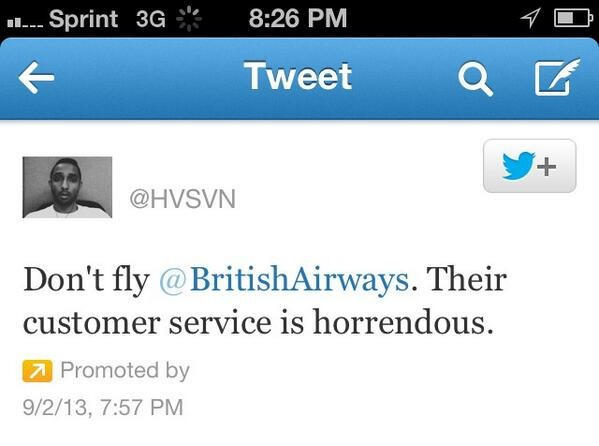 Sprint 3G 8:26 PM
Tweet
@HVSVN
Don't fly @BritishAirways. Their
customer service is horrendous.
Promoted by
9/2/13, 7:57 PM